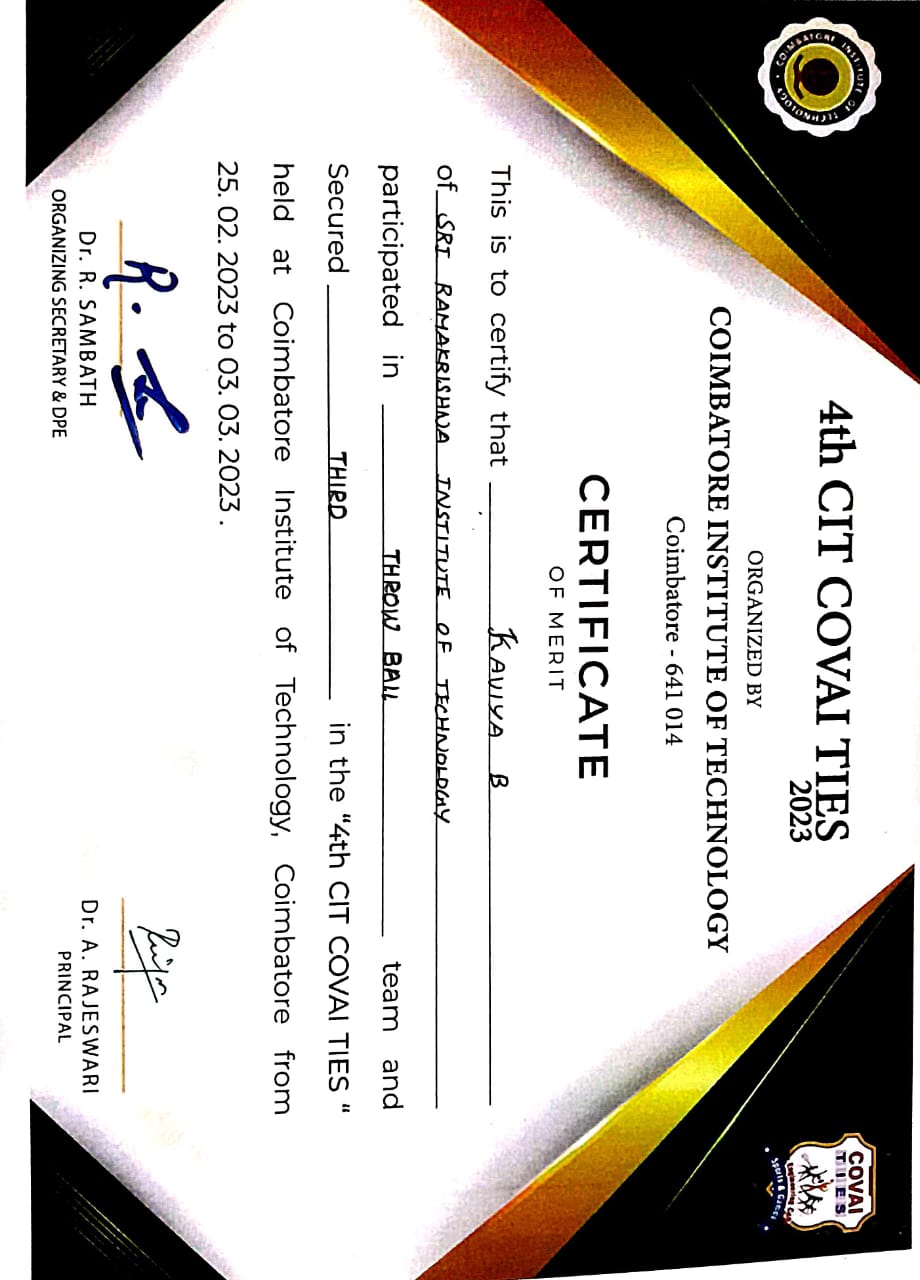 4th CIT COVAI TIES
2023
ORGANIZED BY
COIMBATORE INSTITUTE OF TECHNOLOGY
Coimbatore - 641 014
CERTIFICATE
OF MERIT
This is to certify that KAVIYA B
of SRI RAMAKRISHNA INSTITUTE OF TECHNOLOGY
participated in THROW BALL team and
Secured THIRD in the "4th CIT COVAI TIES "
held at Coimbatore Institute of Technology, Coimbatore from
25. 02. 2023 to 03. 03. 2023 .
Dr. R. SAMBATH
ORGANIZING SECRETARY & DPE
Dr. A. RAJESWARI
PRINCIPAL
COIMBATORE INSTITUTE OF TECHNOLOGY
COVAI
TIES
Sports & Games